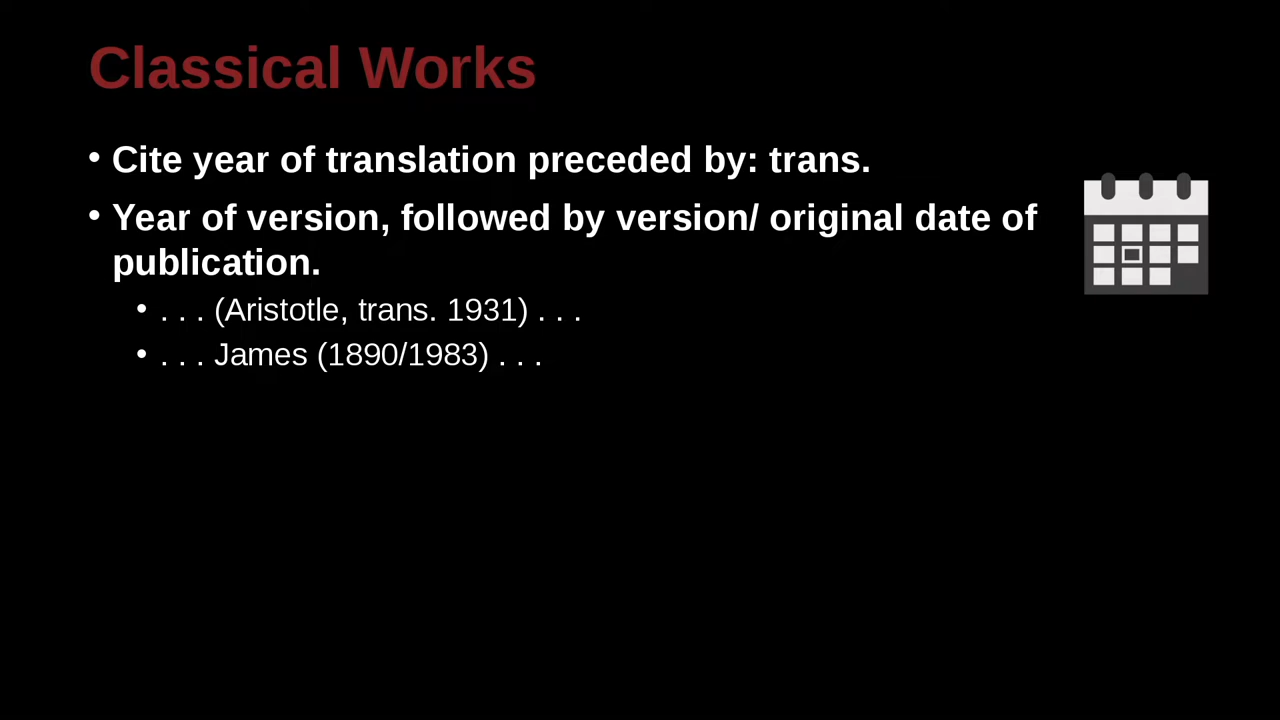 Classical Works
• Cite year of translation preceded by: trans.
• Year of version, followed by version/ original date of
publication.
• . . . (Aristotle, trans. 1931) . . .
• . . . James (1890/1983) . . .